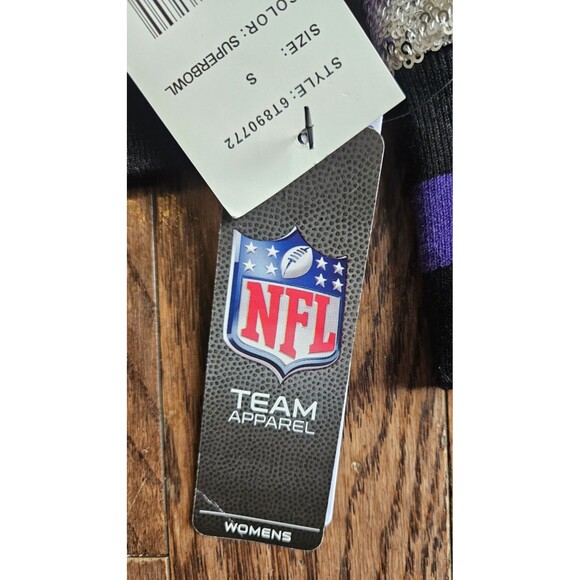 COLOR: SUPERBOWL
SIZE: S
STYLE: 6T890772
NFL
TEAM
APPAREL
WOMENS